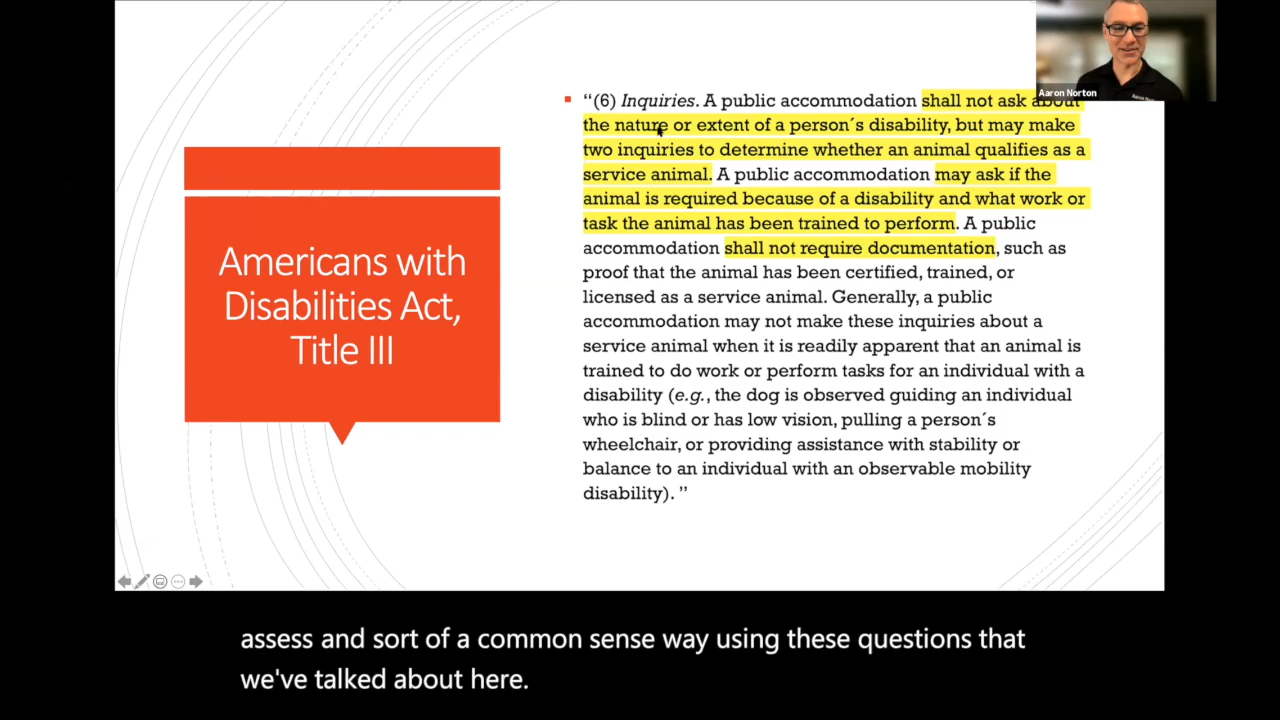 Americans with
Disabilities Act,
Title III
“(6) Inquiries. A public accommodation shall not ask about
the nature or extent of a person´s disability, but may make
two inquiries to determine whether an animal qualifies as a
service animal. A public accommodation may ask if the
animal is required because of a disability and what work or
task the animal has been trained to perform. A public
accommodation shall not require documentation, such as
proof that the animal has been certified, trained, or
licensed as a service animal. Generally, a public
accommodation may not make these inquiries about a
service animal when it is readily apparent that an animal is
trained to do work or perform tasks for an individual with a
disability (e.g., the dog is observed guiding an individual
who is blind or has low vision, pulling a person´s
wheelchair, or providing assistance with stability or
balance to an individual with an observable mobility
disability). ”
Aaron Norton
assess and sort of a common sense way using these questions that
we've talked about here.